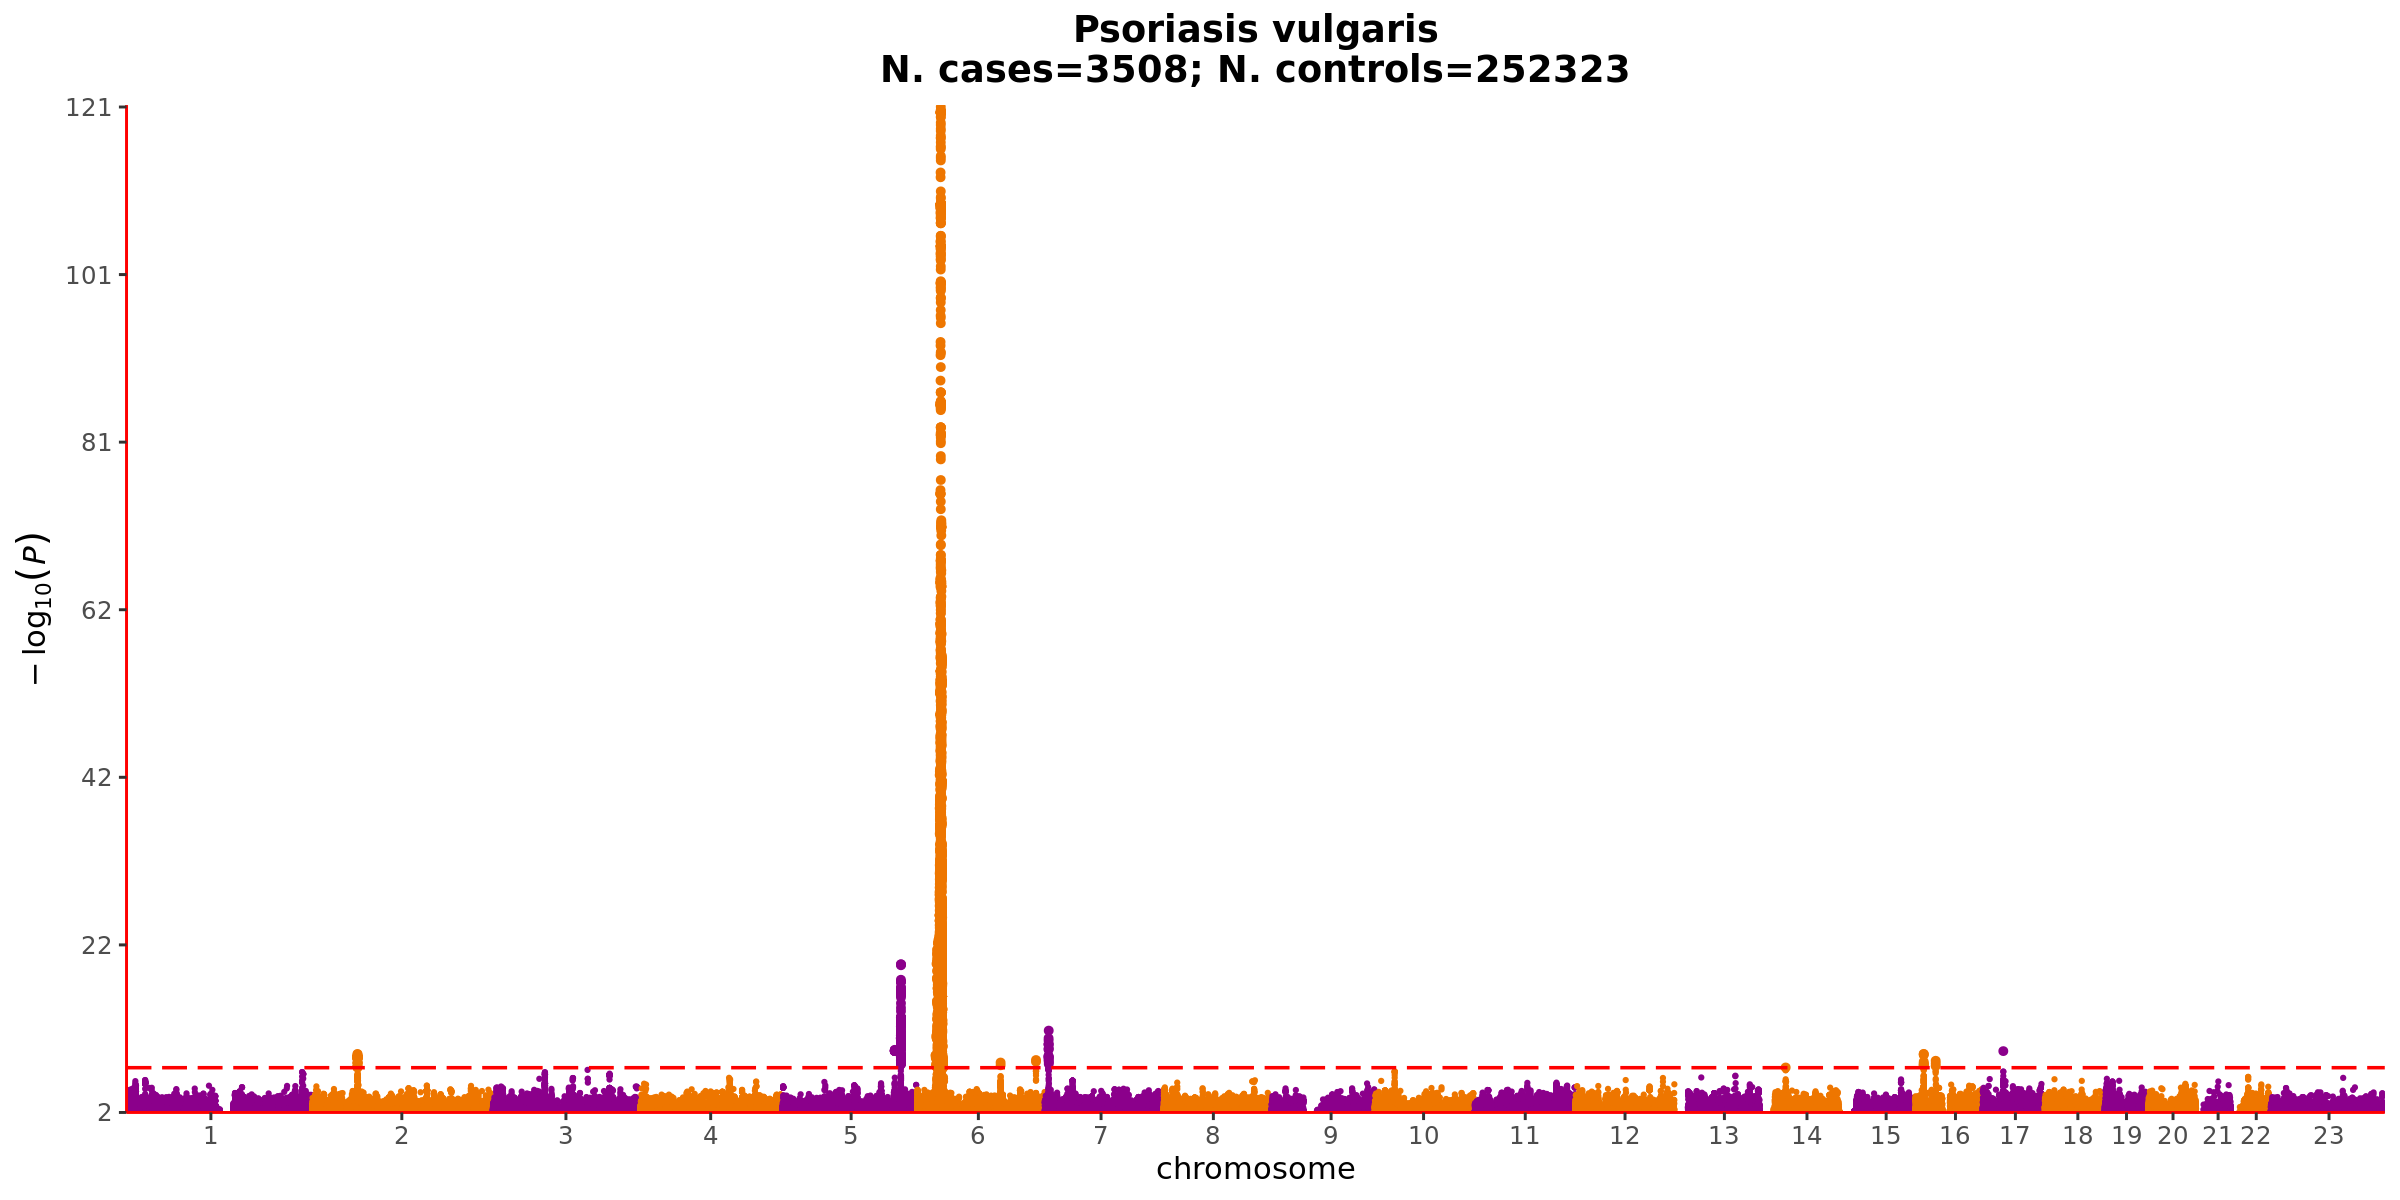 Psoriasis vulgaris
N. cases=3508; N. controls=252323
121
101
81
62
42
22
2
−log10(P)
1 2 3 4 5 6 7 8 9 10 11 12 13 14 15 16 17 18 19 20 21 22 23
chromosome